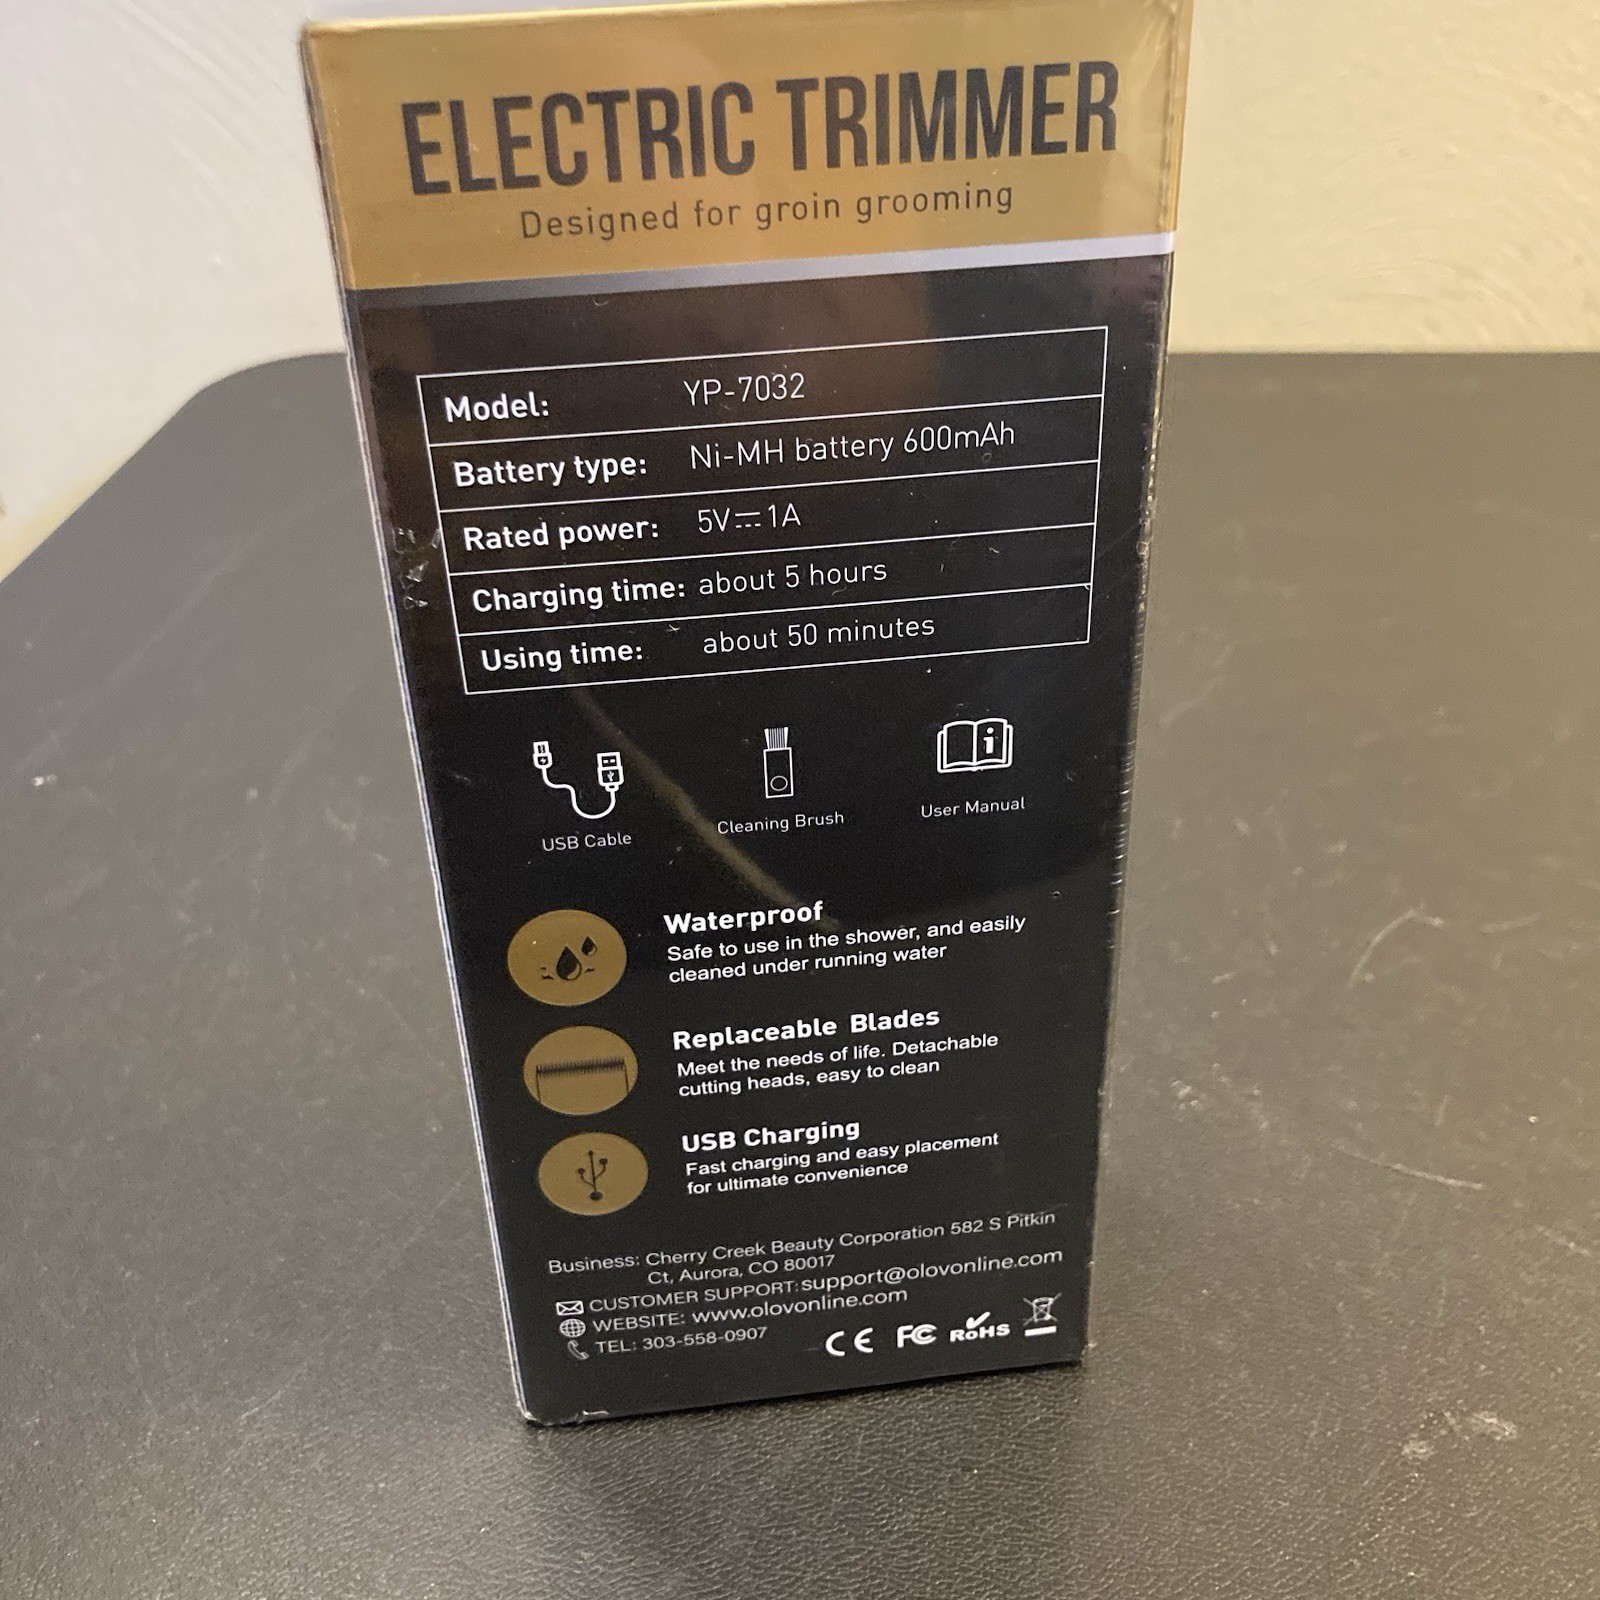 ELECTRIC TRIMMER
Designed for groin grooming
Model: YP-7032
Battery type: Ni-MH battery 600mAh
Rated power: 5V⎓1A
Charging time: about 5 hours
Using time: about 50 minutes
USB Cable
Cleaning Brush
User Manual
Waterproof
Safe to use in the shower, and easily
cleaned under running water
Replaceable Blades
Meet the needs of life. Detachable
cutting heads, easy to clean
USB Charging
Fast charging and easy placement
for ultimate convenience
Business: Cherry Creek Beauty Corporation 582 S Pitkin
Ct, Aurora, CO 80017
CUSTOMER SUPPORT:support@olovonline.com
WEBSITE: www.olovonline.com
TEL: 303-558-0907
CE FC RoHS